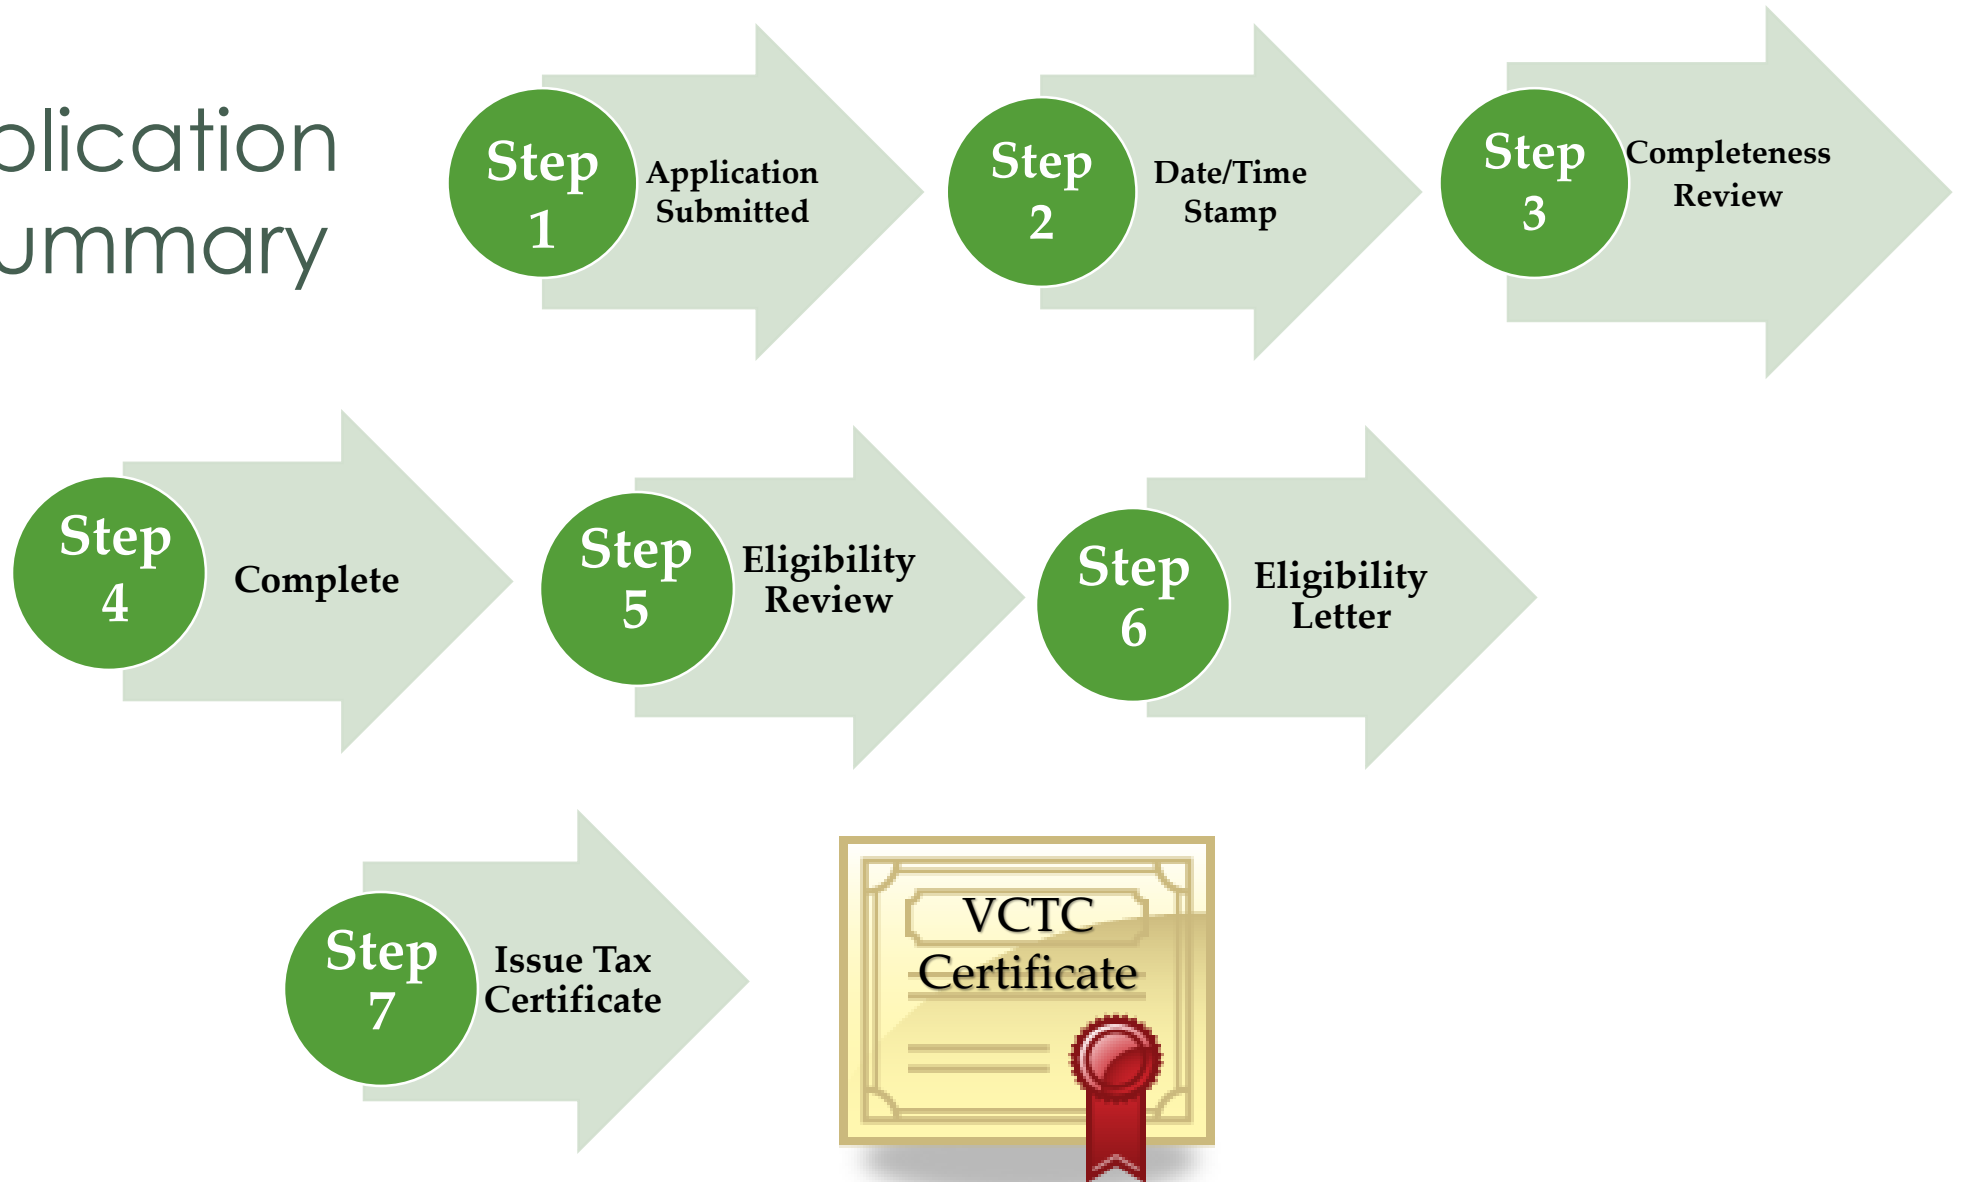 plication
ummary
Step
1
Application
Submitted
Step
2
Date/Time
Stamp
Step
3
Completeness
Review
Step
4
Complete
Step
5
Eligibility
Review
Step
6
Eligibility
Letter
Step
7
Issue Tax
Certificate
VCTC
Certificate